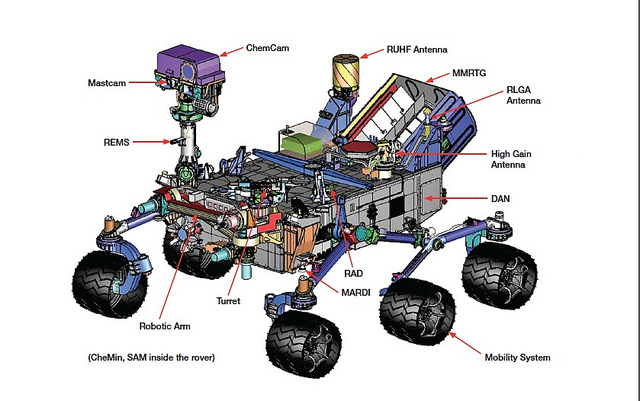 ChemCam
RUHF Antenna
Mastcam
MMRTG
RLGA
Antenna
REMS
High Gain
Antenna
DAN
RAD
Turret
MARDI
Robotic Arm
(CheMin, SAM inside the rover)
Mobility System